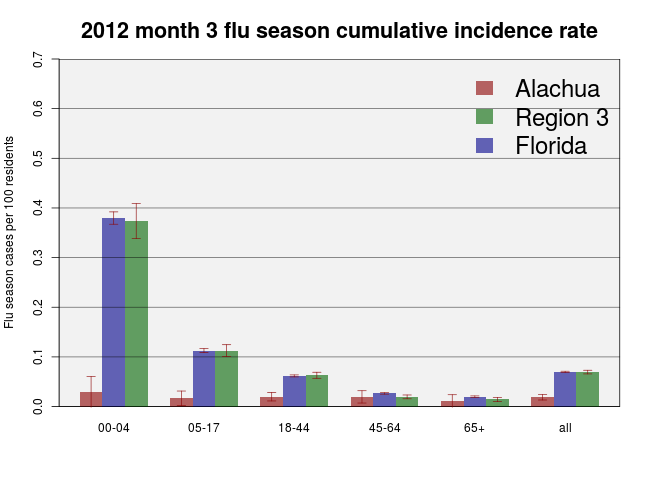 2012 month 3 flu season cumulative incidence rate
Flu season cases per 100 residents
0.7
0.6
0.5
0.4
0.3
0.2
0.1
0.0
Alachua
Region 3
Florida
00-04 05-17 18-44 45-64 65+ all